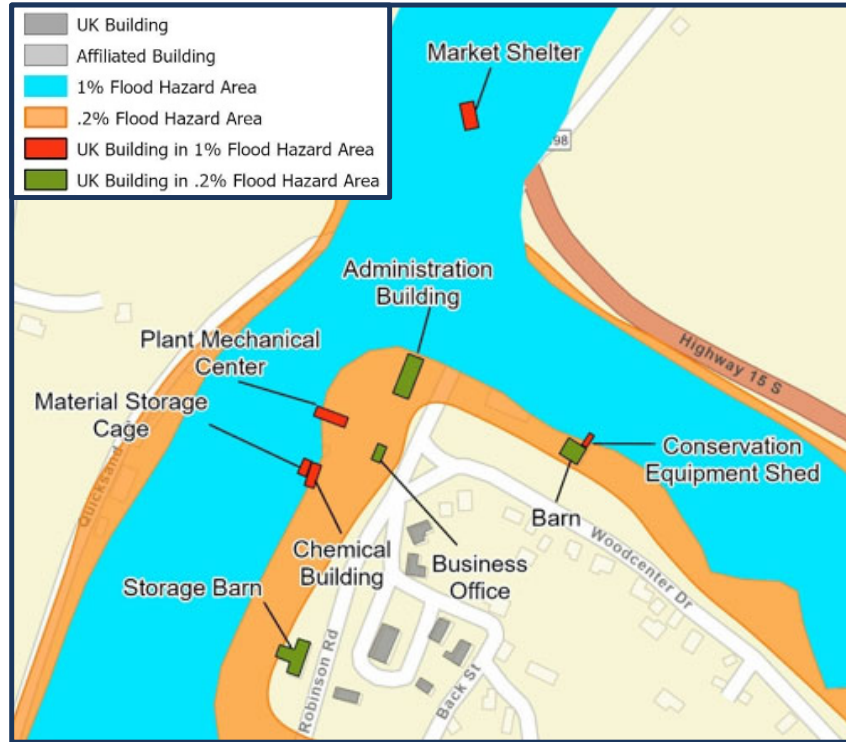 UK Building
Affiliated Building
1% Flood Hazard Area
.2% Flood Hazard Area
UK Building in 1% Flood Hazard Area
UK Building in .2% Flood Hazard Area
Market Shelter
98
Administration
Building
Plant Mechanical
Center
Highway 15 S
Material Storage
Cage
Quicksand
Conservation
Equipment Shed
Barn
Chemical
Building
Business
Office
Woodcenter Dr
Storage Barn
Robinson Rd
Back St